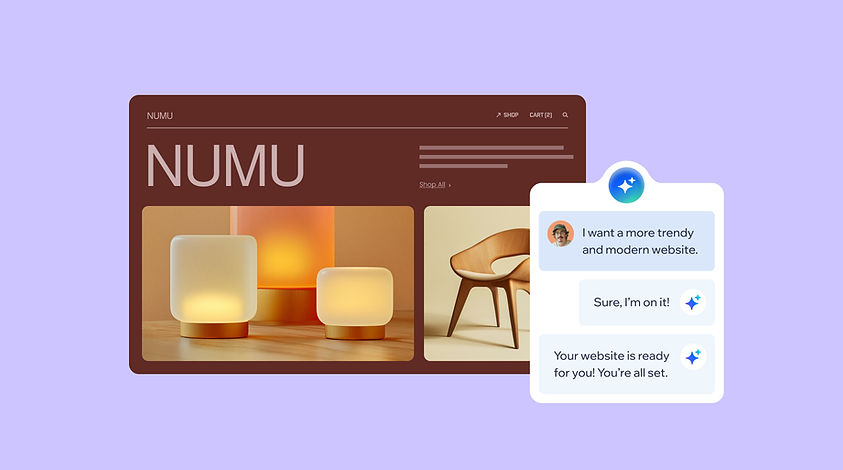 NUMU
↗ SHOP
CART [2]
NUMU
Shop All ›
I want a more trendy
and modern website.
Sure, I'm on it!
Your website is ready
for you! You're all set.